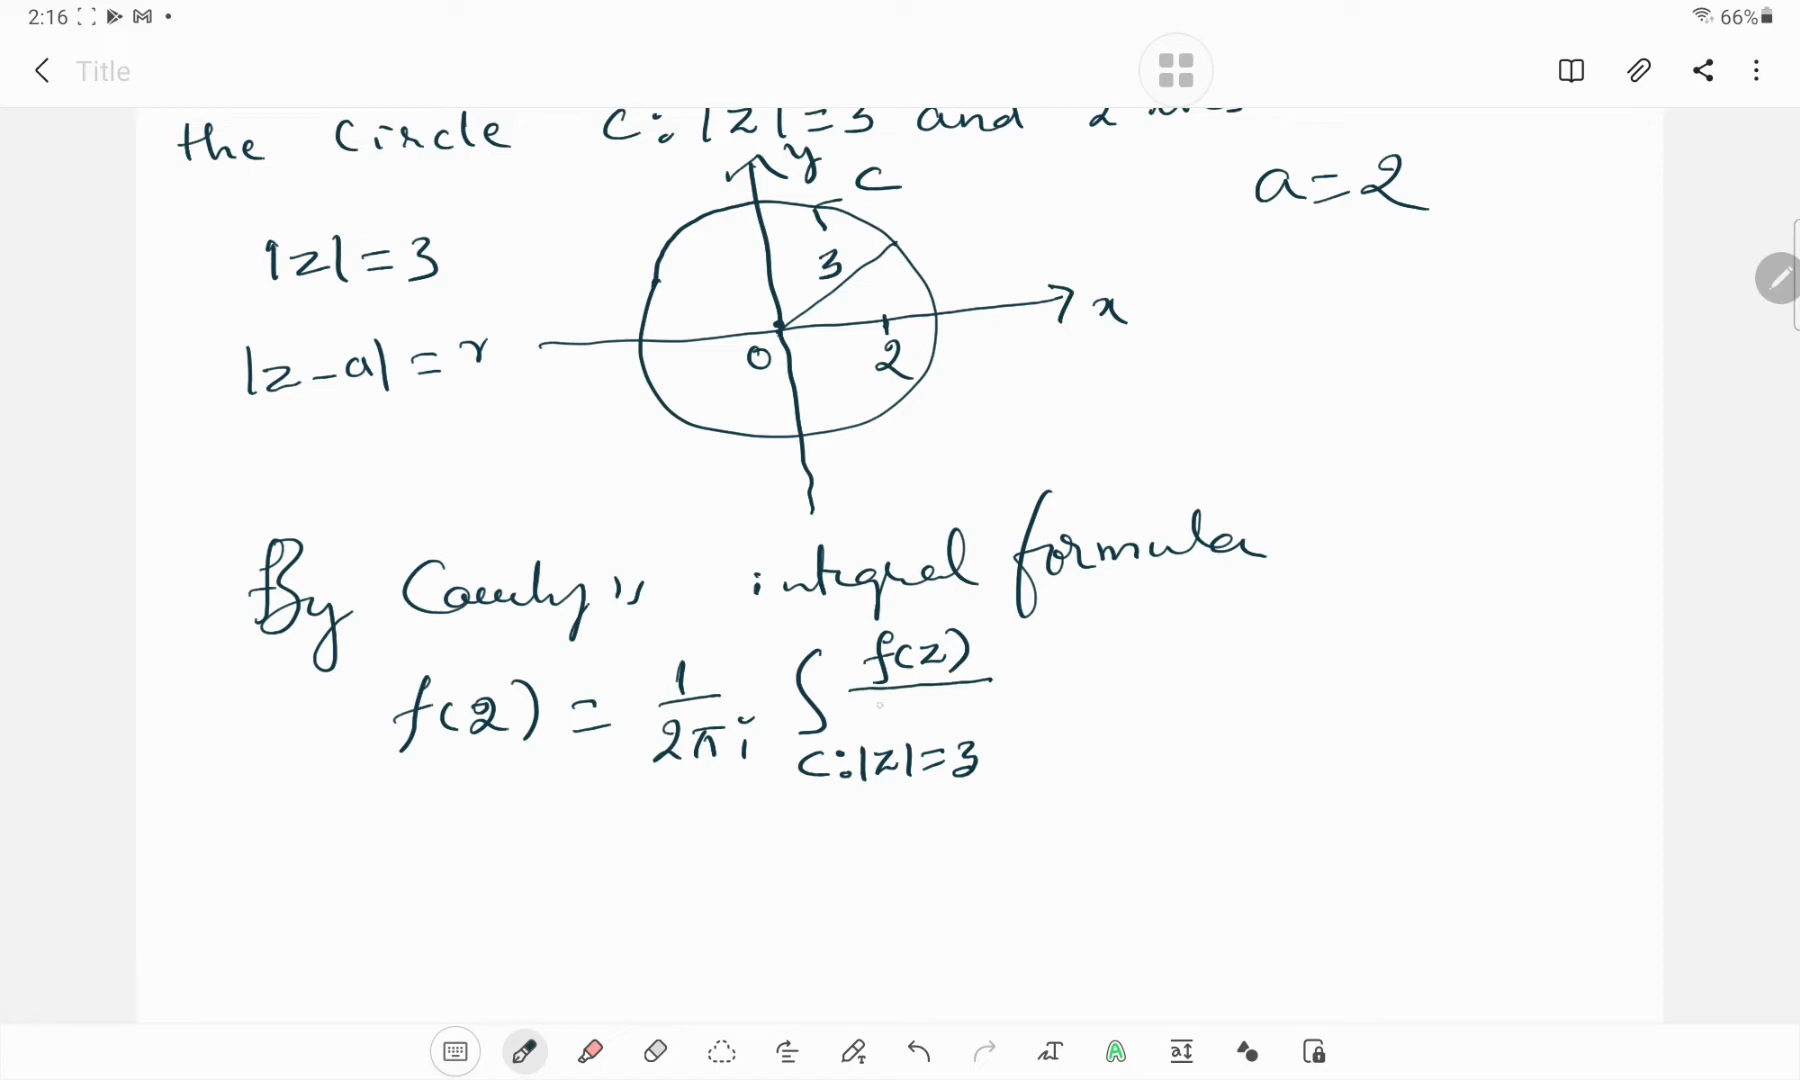 2:16 66%
Title
the circle C: |z|=3 and
y C
a=2
|z|=3
3
x
|z-a|=r
0 2
By Cauchy's integral formula
f(2) = 1/2πi ∫ f(z)/
C:|z|=3